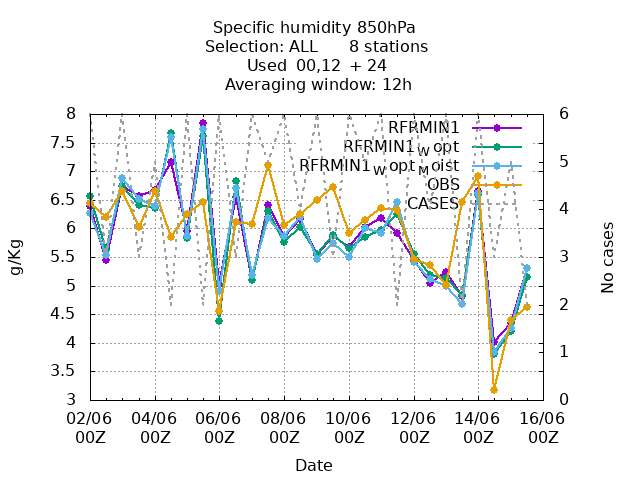 Specific humidity 850hPa
Selection: ALL 8 stations
Used 00,12 + 24
Averaging window: 12h
8
7.5
7
6.5
6
5.5
5
4.5
4
3.5
3
g/Kg
6
5
4
3
2
1
0
No cases
RFRMIN1
RFRMIN1_W opt
RFRMIN1_W opt_M oist
OBS
CASES
02/06 04/06 06/06 08/06 10/06 12/06 14/06 16/06
00Z 00Z 00Z 00Z 00Z 00Z 00Z 00Z
Date